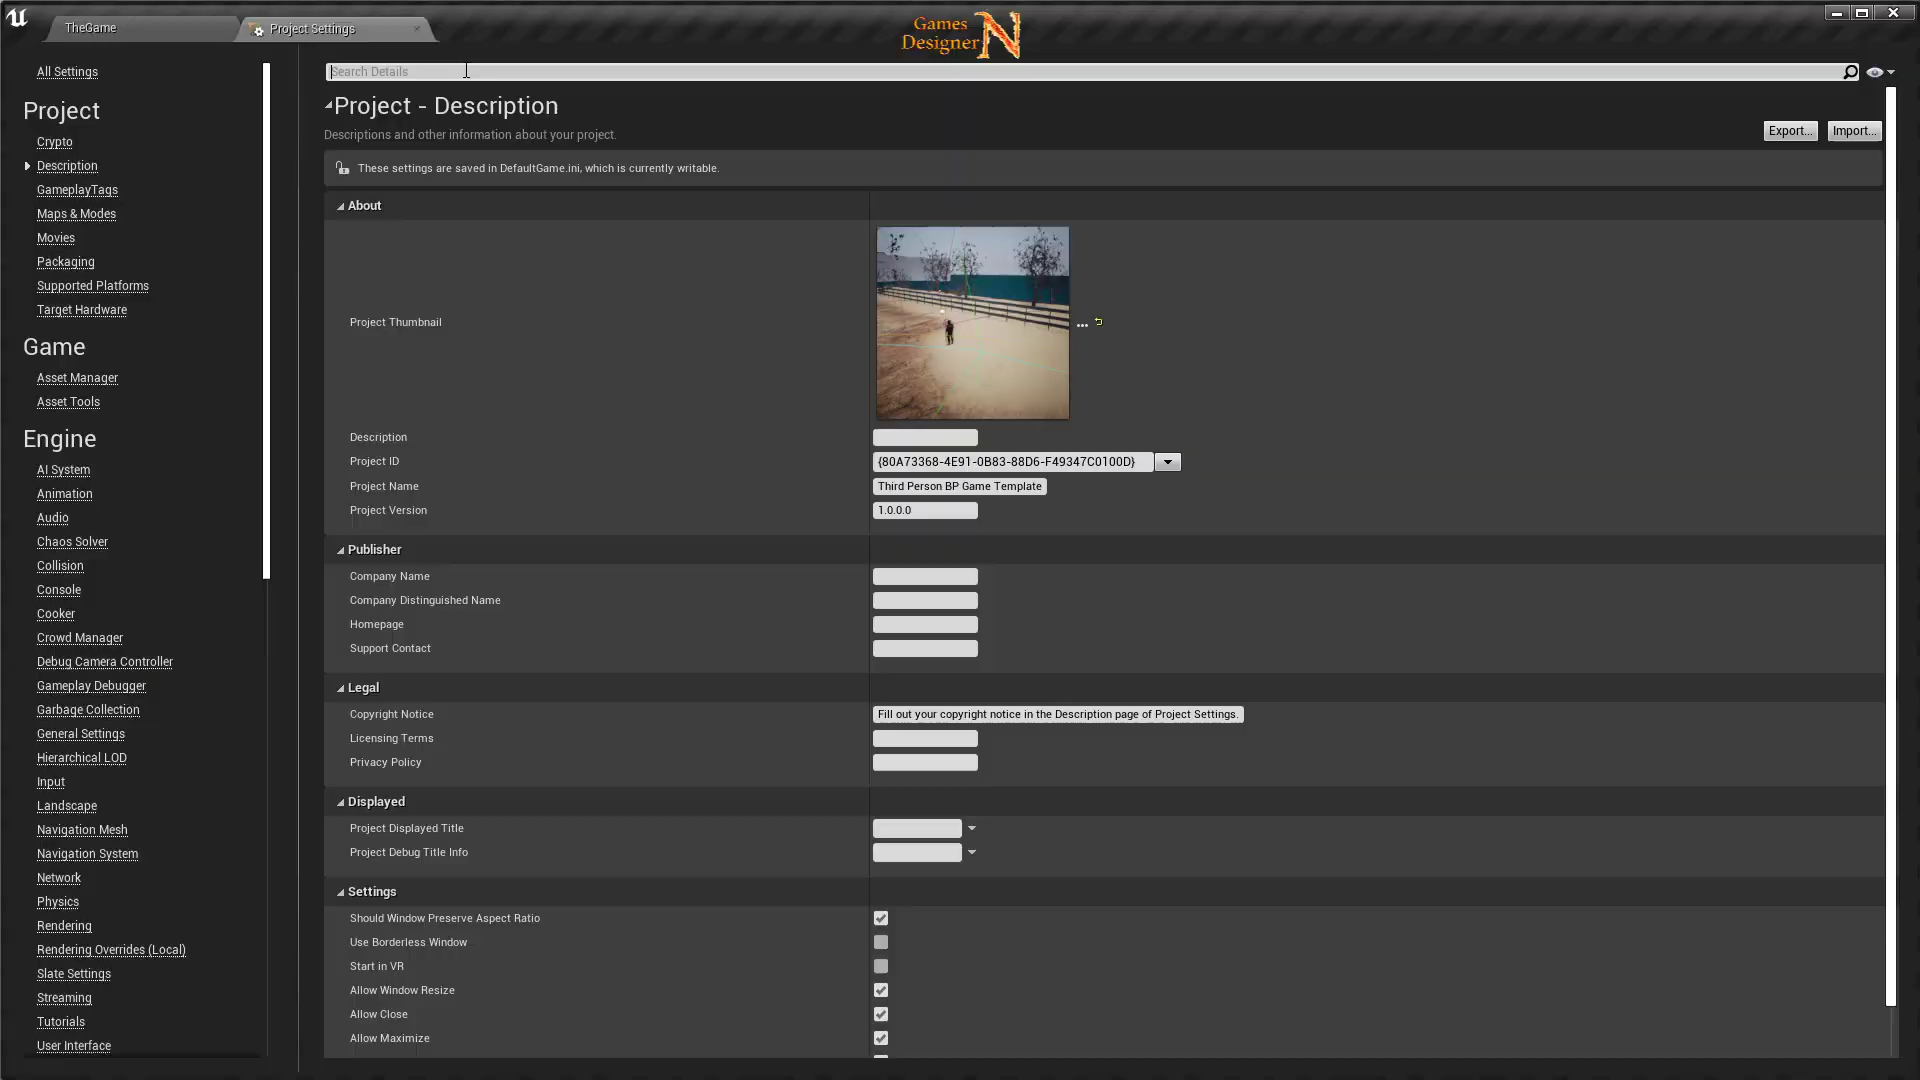 TheGame
Project Settings
Games
Designer N
All Settings
Project
Crypto
Description
GameplayTags
Maps & Modes
Movies
Packaging
Supported Platforms
Target Hardware
Game
Asset Manager
Asset Tools
Engine
AI System
Animation
Audio
Chaos Solver
Collision
Console
Cooker
Crowd Manager
Debug Camera Controller
Gameplay Debugger
Garbage Collection
General Settings
Hierarchical LOD
Input
Landscape
Navigation Mesh
Navigation System
Network
Physics
Rendering
Rendering Overrides (Local)
Slate Settings
Streaming
Tutorials
User Interface
Search Details
Project - Description
Descriptions and other information about your project.
Export...
Import...
These settings are saved in DefaultGame.ini, which is currently writable.
About
Project Thumbnail
Description
Project ID {80A73368-4E91-0B83-88D6-F49347C0100D}
Project Name Third Person BP Game Template
Project Version 1.0.0.0
Publisher
Company Name
Company Distinguished Name
Homepage
Support Contact
Legal
Copyright Notice Fill out your copyright notice in the Description page of Project Settings.
Licensing Terms
Privacy Policy
Displayed
Project Displayed Title
Project Debug Title Info
Settings
Should Window Preserve Aspect Ratio
Use Borderless Window
Start in VR
Allow Window Resize
Allow Close
Allow Maximize